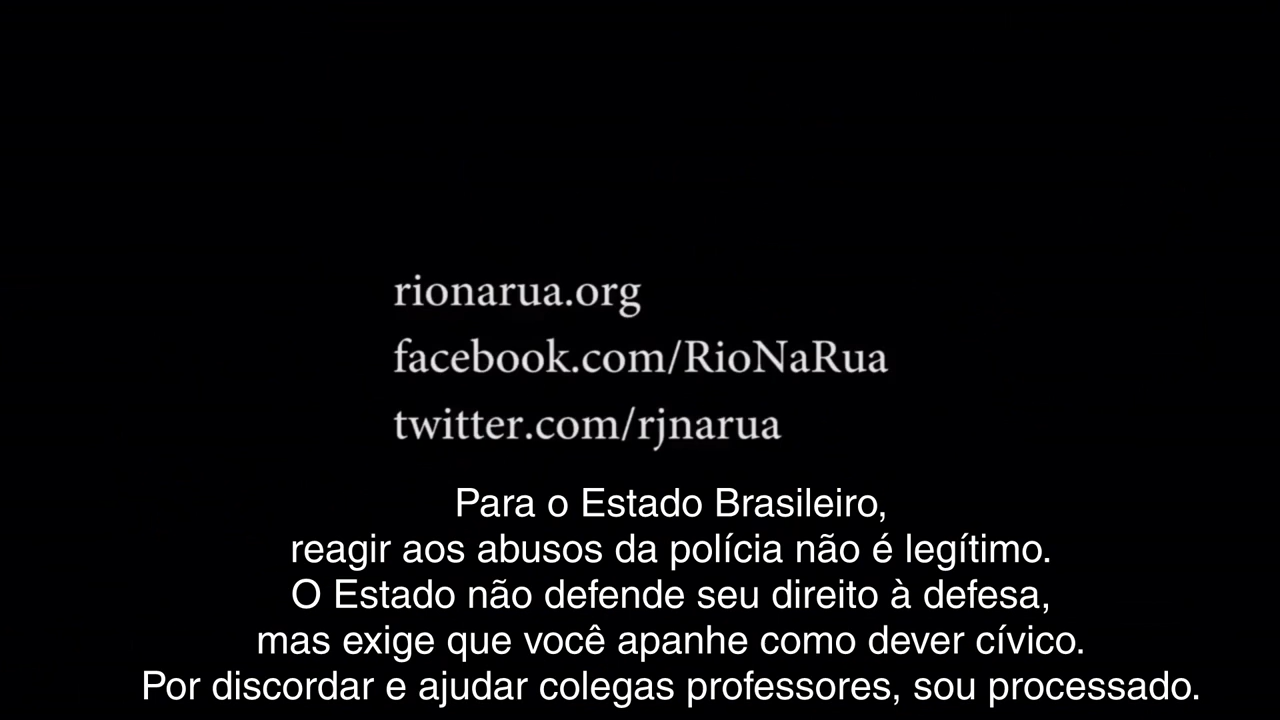 rionarua.org
facebook.com/RioNaRua
twitter.com/rjnarua
Para o Estado Brasileiro,
reagir aos abusos da polícia não é legítimo.
O Estado não defende seu direito à defesa,
mas exige que você apanhe como dever cívico.
Por discordar e ajudar colegas professores, sou processado.